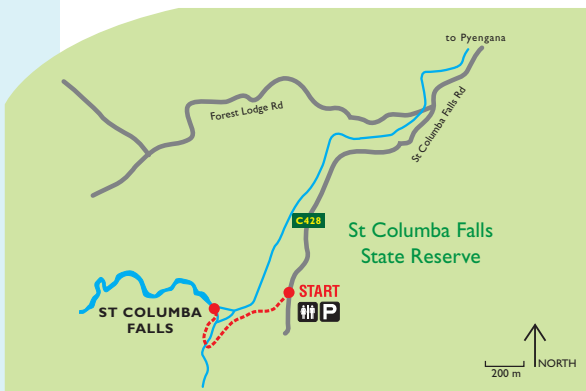 to Pyengana
Forest Lodge Rd
St Columba Falls Rd
C428
St Columba Falls
State Reserve
START
P
ST COLUMBA
FALLS
NORTH
200 m